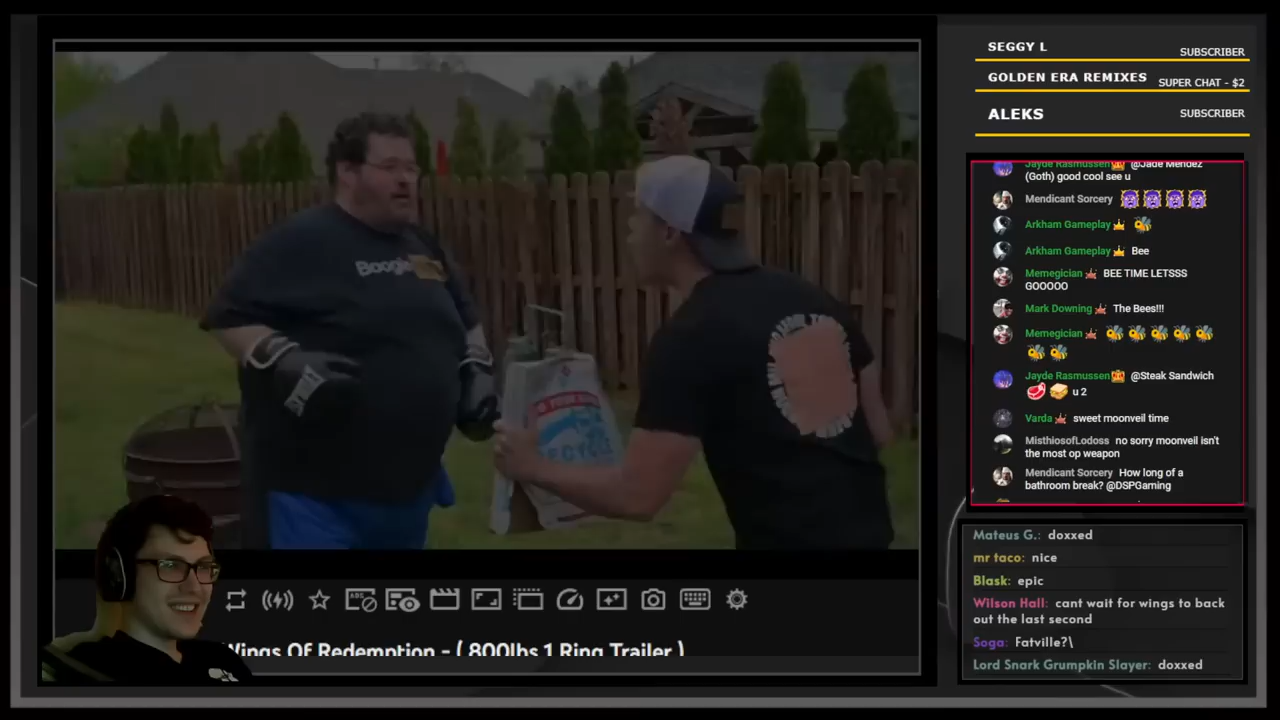 SEGGY L
SUBSCRIBER
GOLDEN ERA REMIXES
SUPER CHAT - $2
ALEKS
SUBSCRIBER
Jayde Rasmussen @Jade Mendez
(Goth) good cool see u
Mendicant Sorcery
Arkham Gameplay
Arkham Gameplay Bee
Memegician BEE TIME LETSSS
GOOOOO
Mark Downing The Bees!!!
Memegician
Jayde Rasmussen @Steak Sandwich
u 2
Varda sweet moonveil time
MisthiosofLodoss no sorry moonveil isn't
the most op weapon
Mendicant Sorcery How long of a
bathroom break? @DSPGaming
Mateus G.: doxxed
mr taco: nice
Blask: epic
Wilson Hall: cant wait for wings to back
out the last second
Soga: Fatville?\
Lord Snark Grumpkin Slayer: doxxed
Boogie
Wings Of Redemption - ( 800lbs 1 Ring Trailer )